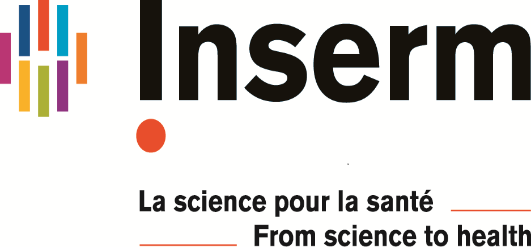 Inserm
La science pour la santé
From science to health